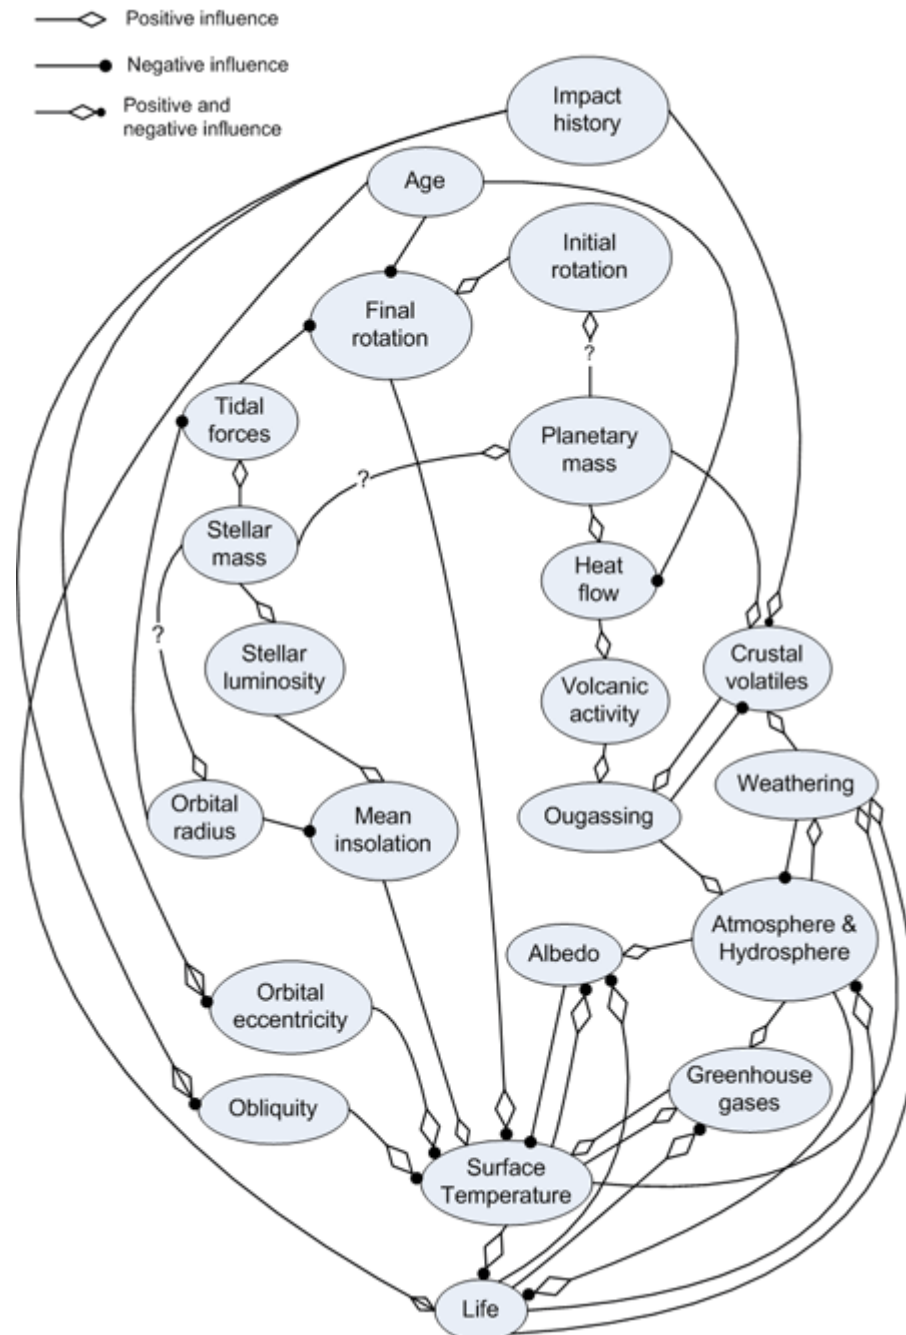 Positive influence
Negative influence
Positive and
negative influence
Impact
history
Age
Initial
rotation
Final
rotation
?
Tidal
forces
Planetary
mass
?
Stellar
mass
Heat
flow
?
Stellar
luminosity
Crustal
volatiles
Volcanic
activity
Weathering
Orbital
radius
Mean
insolation
Ougassing
Atmosphere &
Hydrosphere
Albedo
Orbital
eccentricity
Greenhouse
gases
Obliquity
Surface
Temperature
Life